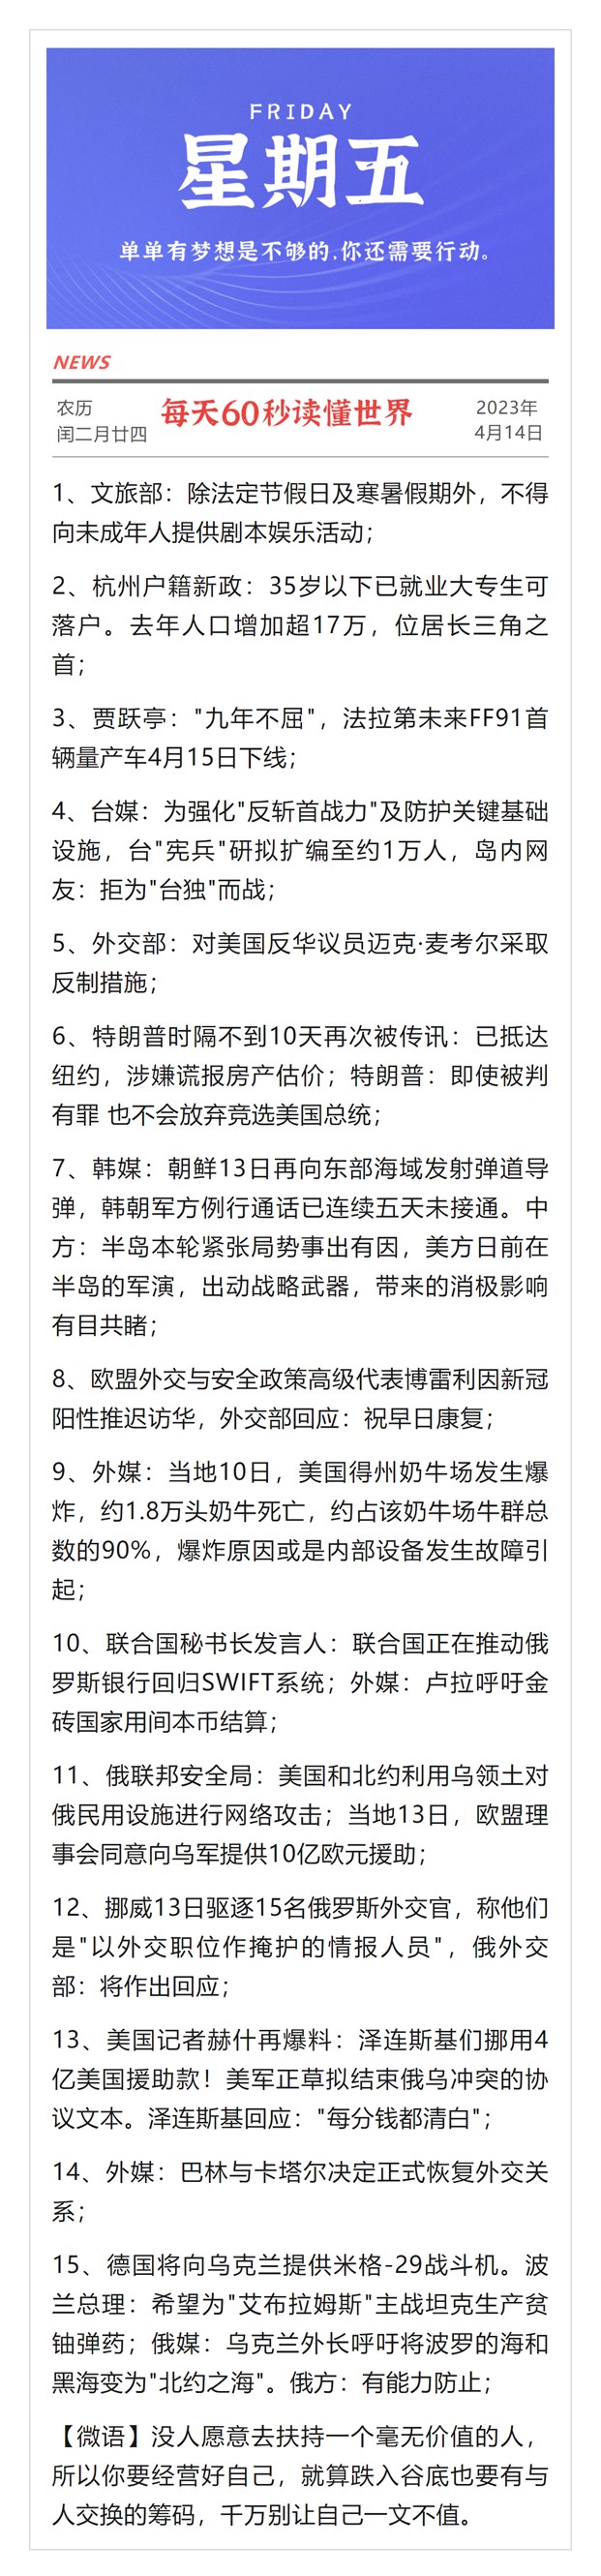 FRIDAY
星期五
单单有梦想是不够的,你还需要行动。
NEWS
农历
闰二月廿四
每天60秒读懂世界
2023年
4月14日
1、文旅部：除法定节假日及寒暑假期外，不得
向未成年人提供剧本娱乐活动；
2、杭州户籍新政：35岁以下已就业大专生可
落户。去年人口增加超17万，位居长三角之
首；
3、贾跃亭："九年不屈"，法拉第未来FF91首
辆量产车4月15日下线；
4、台媒：为强化"反斩首战力"及防护关键基础
设施，台"宪兵"研拟扩编至约1万人，岛内网
友：拒为"台独"而战；
5、外交部：对美国反华议员迈克·麦考尔采取
反制措施；
6、特朗普时隔不到10天再次被传讯：已抵达
纽约，涉嫌谎报房产估价；特朗普：即使被判
有罪 也不会放弃竞选美国总统；
7、韩媒：朝鲜13日再向东部海域发射弹道导
弹，韩朝军方例行通话已连续五天未接通。中
方：半岛本轮紧张局势事出有因，美方日前在
半岛的军演，出动战略武器，带来的消极影响
有目共睹；
8、欧盟外交与安全政策高级代表博雷利因新冠
阳性推迟访华，外交部回应：祝早日康复；
9、外媒：当地10日，美国得州奶牛场发生爆
炸，约1.8万头奶牛死亡，约占该奶牛场牛群总
数的90%，爆炸原因或是内部设备发生故障引
起；
10、联合国秘书长发言人：联合国正在推动俄
罗斯银行回归SWIFT系统；外媒：卢拉呼吁金
砖国家用间本币结算；
11、俄联邦安全局：美国和北约利用乌领土对
俄民用设施进行网络攻击；当地13日，欧盟理
事会同意向乌军提供10亿欧元援助；
12、挪威13日驱逐15名俄罗斯外交官，称他们
是"以外交职位作掩护的情报人员"，俄外交
部：将作出回应；
13、美国记者赫什再爆料：泽连斯基们挪用4
亿美国援助款！美军正草拟结束俄乌冲突的协
议文本。泽连斯基回应："每分钱都清白"；
14、外媒：巴林与卡塔尔决定正式恢复外交关
系；
15、德国将向乌克兰提供米格-29战斗机。波
兰总理：希望为"艾布拉姆斯"主战坦克生产贫
铀弹药；俄媒：乌克兰外长呼吁将波罗的海和
黑海变为"北约之海"。俄方：有能力防止；
【微语】没人愿意去扶持一个毫无价值的人，
所以你要经营好自己，就算跌入谷底也要有与
人交换的筹码，千万别让自己一文不值。